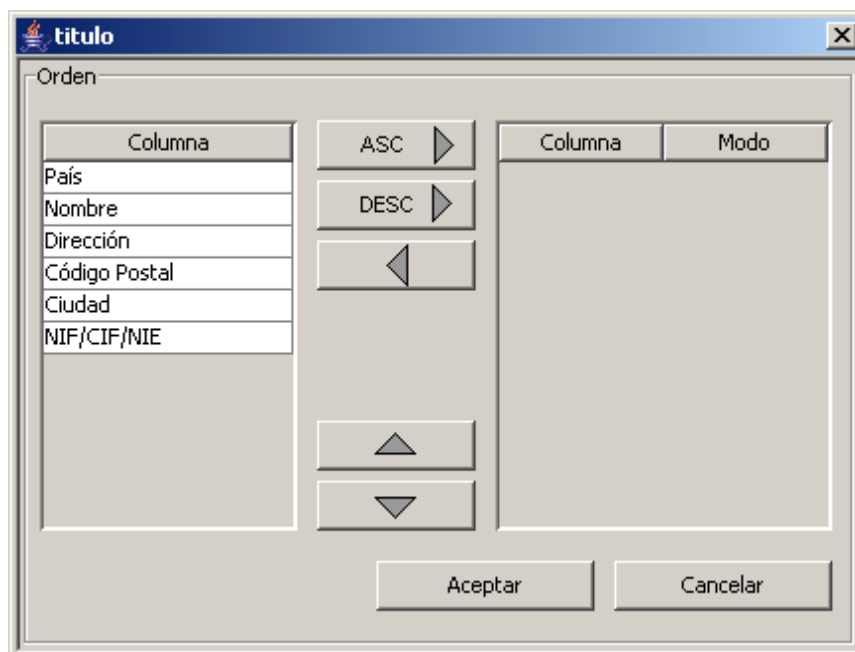 titulo
Orden
Columna
País
Nombre
Dirección
Código Postal
Ciudad
NIF/CIF/NIE
ASC
DESC
Columna Modo
Aceptar Cancelar